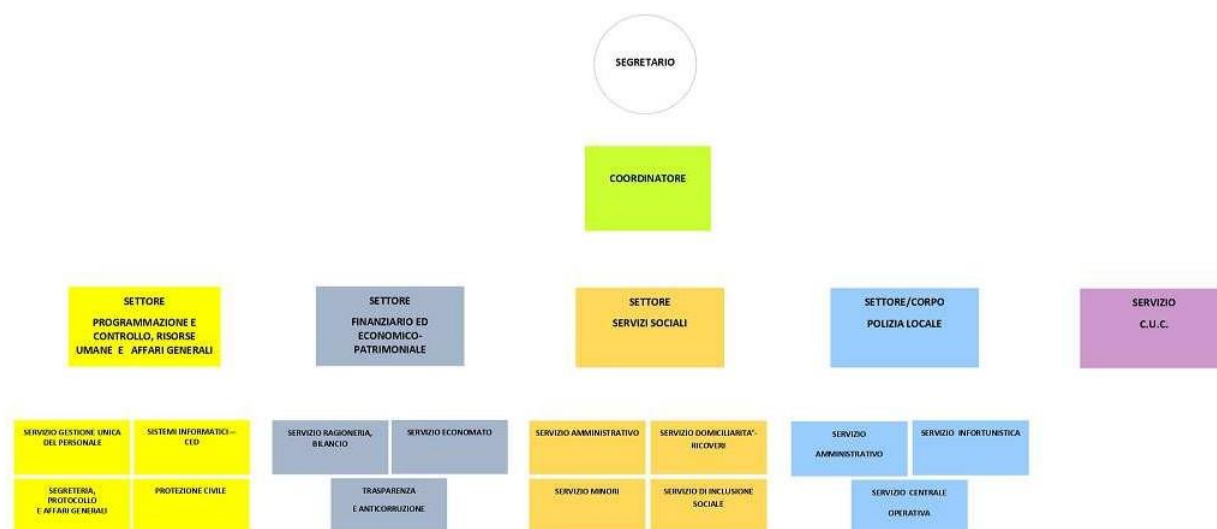 SEGRETARIO
COORDINATORE
SETTORE
PROGRAMMAZIONE E
CONTROLLO, RISORSE
UMANE E AFFARI GENERALI
SETTORE
FINANZIARIO ED
ECONOMICO-
PATRIMONIALE
SETTORE
SERVIZI SOCIALI
SETTORE/CORPO
POLIZIA LOCALE
SERVIZIO
C.U.C.
SERVIZIO GESTIONE UNICA
DEL PERSONALE
SISTEMI INFORMATICI –
CED
SEGRETERIA,
PROTOCOLLO
E AFFARI GENERALI
PROTEZIONE CIVILE
SERVIZIO RAGIONERIA,
BILANCIO
SERVIZIO ECONOMATO
TRASPARENZA
E ANTICORRUZIONE
SERVIZIO AMMINISTRATIVO
SERVIZIO DOMICILIARITA'-
RICOVERI
SERVIZIO MINORI
SERVIZIO DI INCLUSIONE
SOCIALE
SERVIZIO
AMMINISTRATIVO
SERVIZIO INFORTUNISTICA
SERVIZIO CENTRALE
OPERATIVA